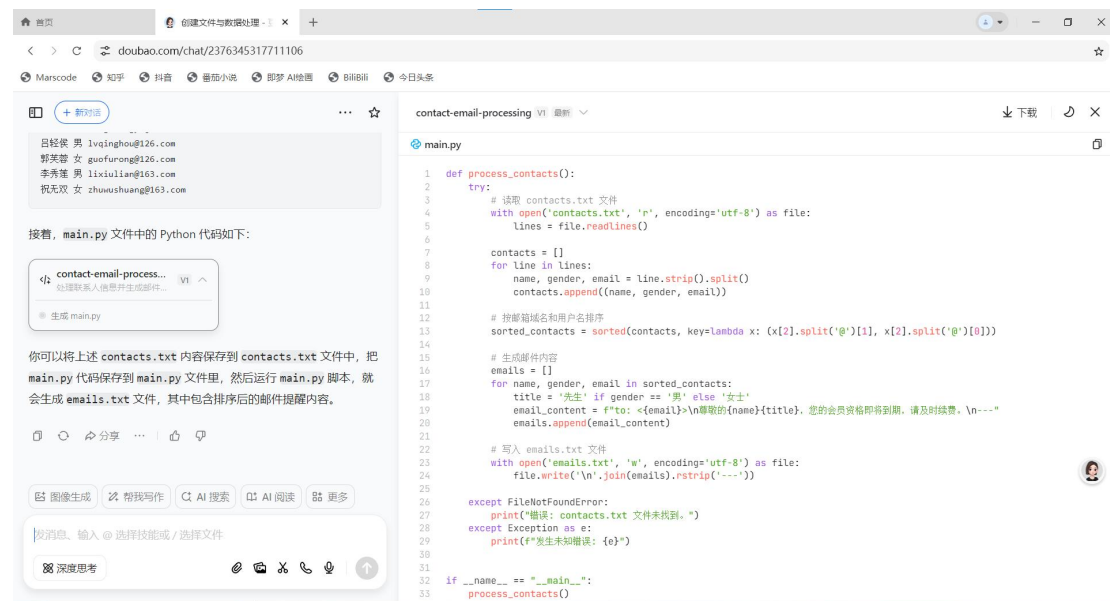 首页
创建文件与数据处理 -
doubao.com/chat/2376345317711106
Marscode 知乎 抖音 番茄小说 即梦 AI绘画 BiliBili 今日头条
+ 新对话
吕轻侯 男 lvqinghou@126.com
郭芙蓉 女 guofurong@126.com
李秀莲 男 lixiulian@163.com
祝无双 女 zhuwushuang@163.com
接着，main.py 文件中的 Python 代码如下：
contact-email-process... V1
处理联系人信息并生成邮件...
生成 main.py
你可以将上述 contacts.txt 内容保存到 contacts.txt 文件中，把
main.py 代码保存到 main.py 文件里，然后运行 main.py 脚本，就
会生成 emails.txt 文件，其中包含排序后的邮件提醒内容。
分享
图像生成 帮我写作 AI 搜索 AI 阅读 更多
发消息、输入 @ 选择技能或 / 选择文件
深度思考
contact-email-processing V1 最新
下载
main.py
1 def process_contacts():
2     try:
3         # 读取 contacts.txt 文件
4         with open('contacts.txt', 'r', encoding='utf-8') as file:
5             lines = file.readlines()
6
7         contacts = []
8         for line in lines:
9             name, gender, email = line.strip().split()
10             contacts.append((name, gender, email))
11
12         # 按邮箱域名和用户名排序
13         sorted_contacts = sorted(contacts, key=lambda x: (x[2].split('@')[1], x[2].split('@')[0]))
14
15         # 生成邮件内容
16         emails = []
17         for name, gender, email in sorted_contacts:
18             title = '先生' if gender == '男' else '女士'
19             email_content = f"to: <{email}>\n尊敬的{name}{title}，您的会员资格即将到期，请及时续费。\n---"
20             emails.append(email_content)
21
22         # 写入 emails.txt 文件
23         with open('emails.txt', 'w', encoding='utf-8') as file:
24             file.write('\n'.join(emails).rstrip('---'))
25
26     except FileNotFoundError:
27         print("错误: contacts.txt 文件未找到。")
28     except Exception as e:
29         print(f"发生未知错误: {e}")
30
31
32 if __name__ == "__main__":
33     process_contacts()